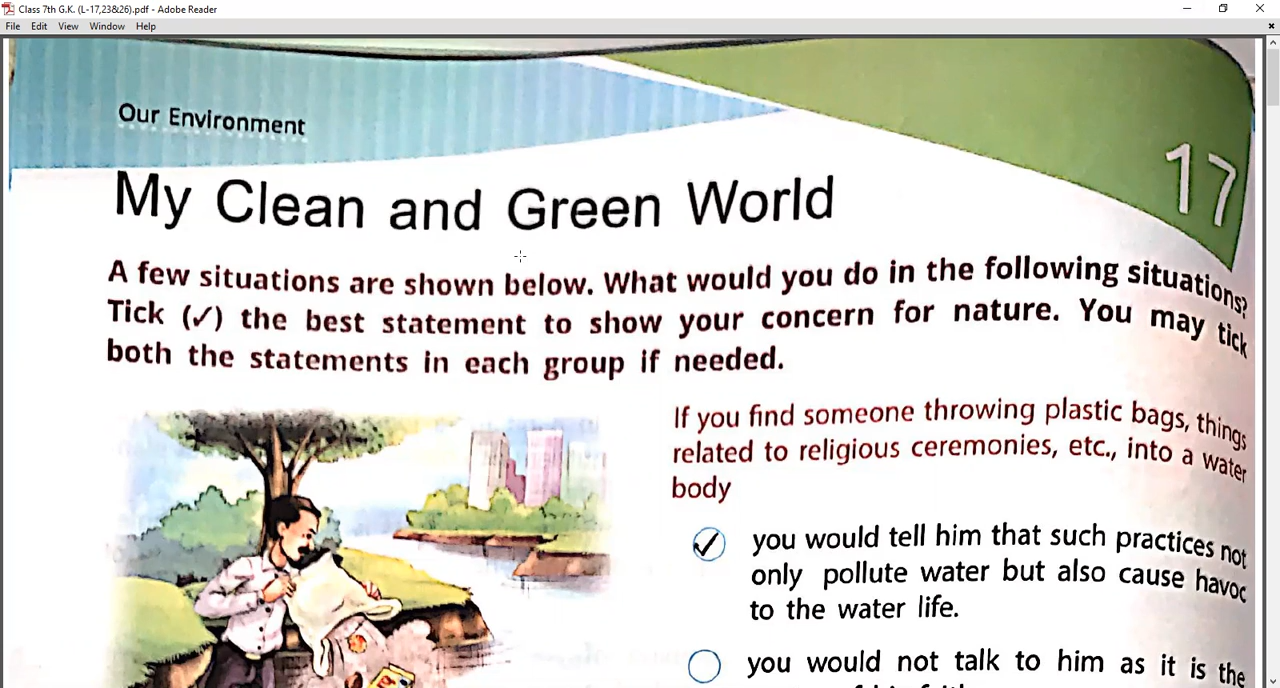 Class 7th G.K. (L-17,23&26).pdf - Adobe Reader
File Edit View Window Help
Our Environment
17
My Clean and Green World
A few situations are shown below. What would you do in the following situations?
Tick (✓) the best statement to show your concern for nature. You may tick
both the statements in each group if needed.
If you find someone throwing plastic bags, things
related to religious ceremonies, etc., into a water
body
you would tell him that such practices not
only pollute water but also cause havoc
to the water life.
you would not talk to him as it is the